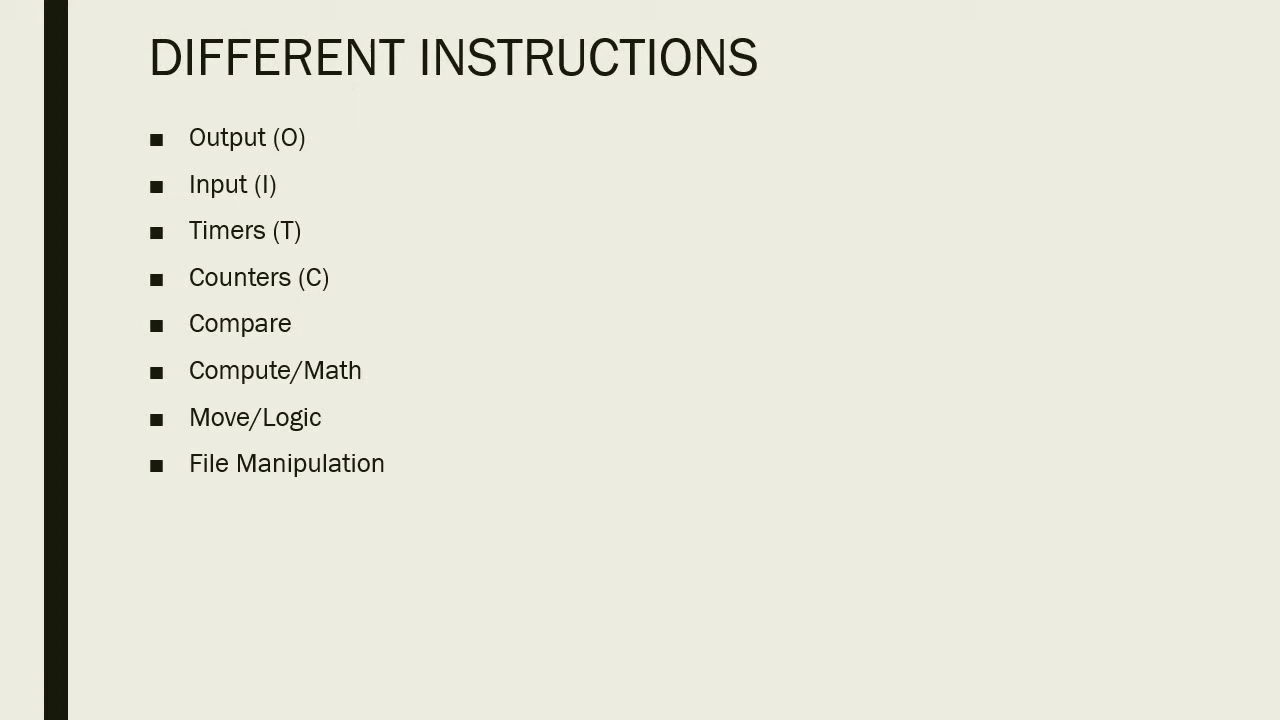 DIFFERENT INSTRUCTIONS
■ Output (O)
■ Input (I)
■ Timers (T)
■ Counters (C)
■ Compare
■ Compute/Math
■ Move/Logic
■ File Manipulation